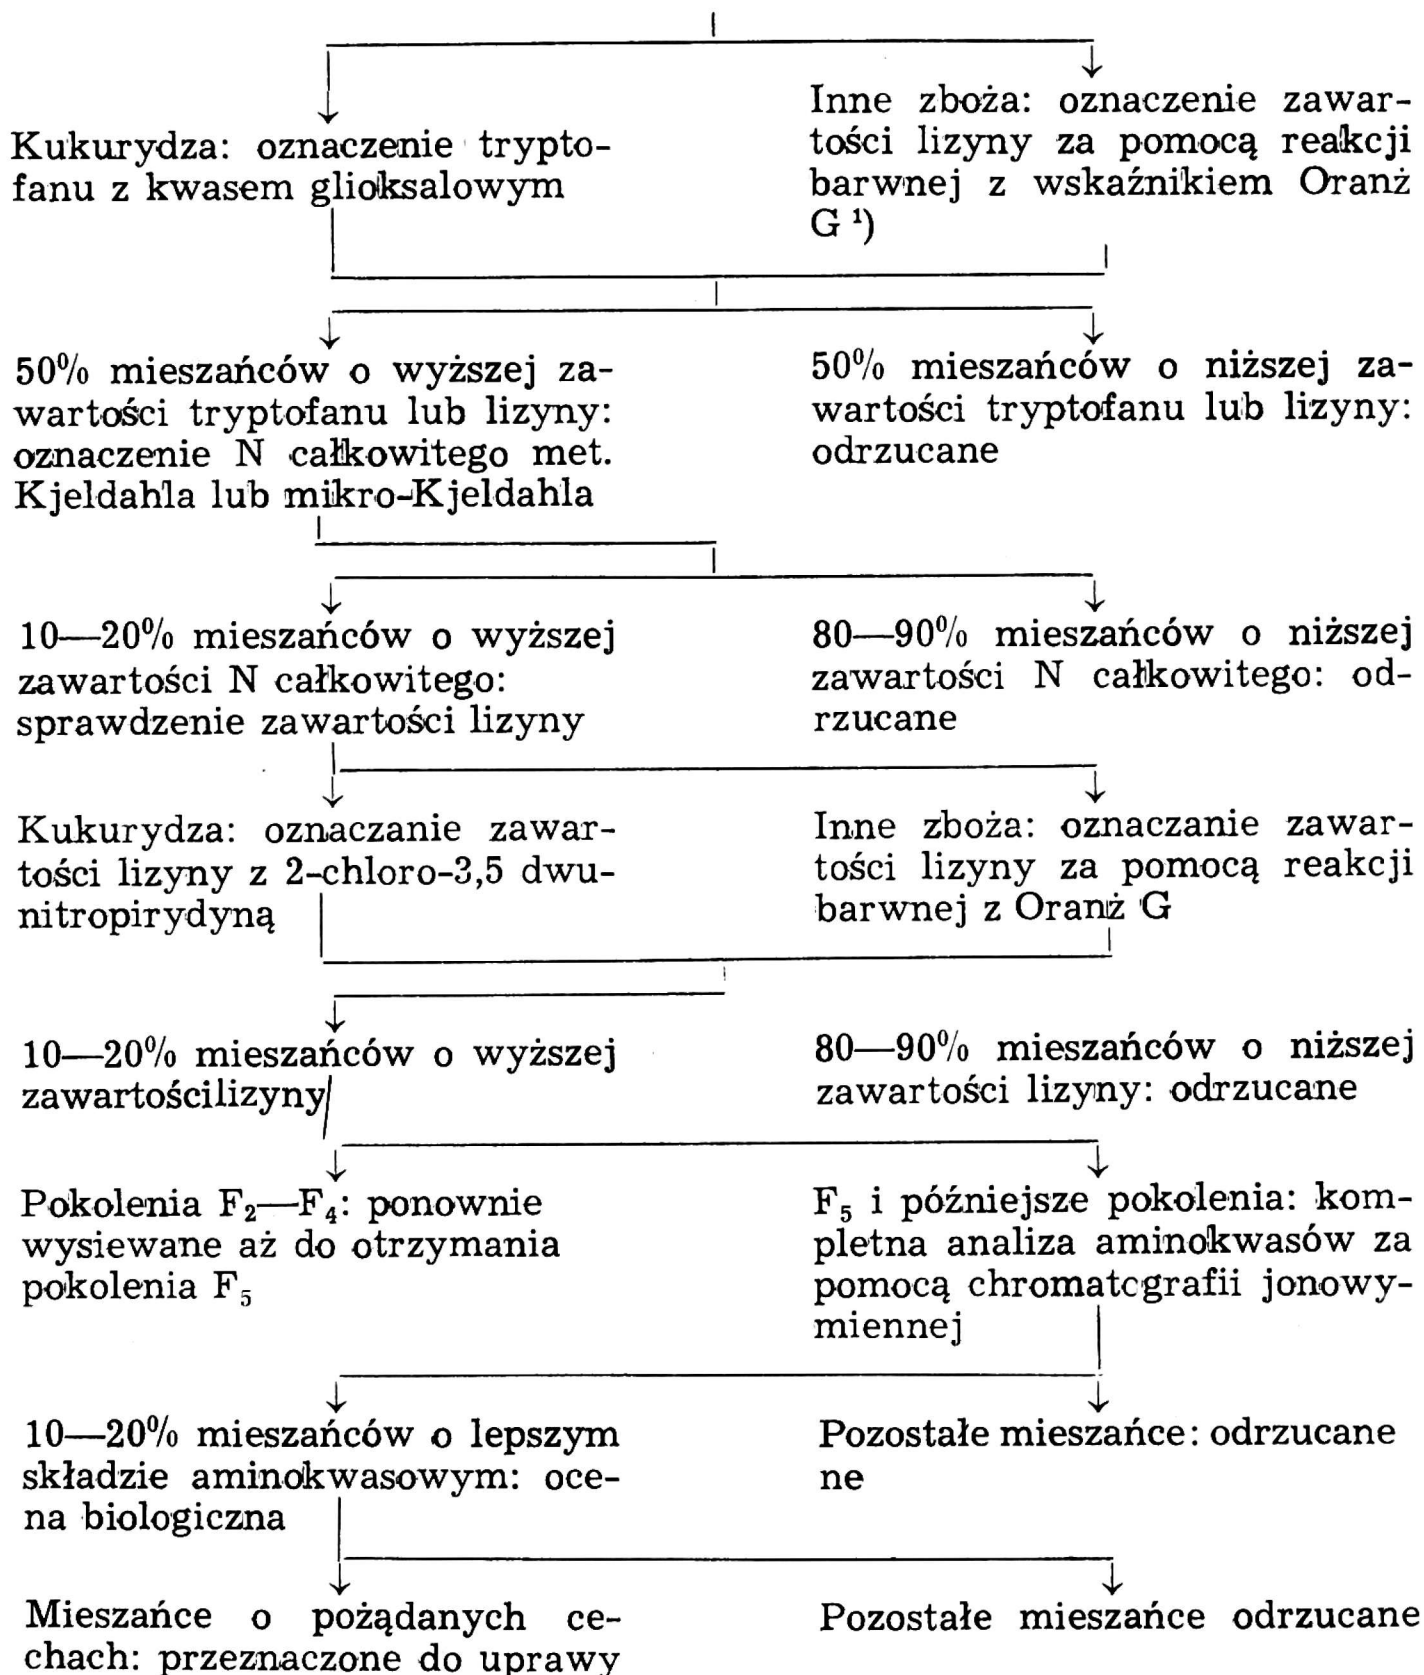 Kukurydza: oznaczenie trypto-
fanu z kwasem glioksalowym
Inne zboża: oznaczenie zawar-
tości lizyny za pomocą reakcji
barwnej z wskaźnikiem Oranż
G ¹)
50% mieszańców o wyższej za-
wartości tryptofanu lub lizyny:
oznaczenie N całkowitego met.
Kjeldahla lub mikro-Kjeldahla
50% mieszańców o niższej za-
wartości tryptofanu lub lizyny:
odrzucane
10—20% mieszańców o wyższej
zawartości N całkowitego:
sprawdzenie zawartości lizyny
80—90% mieszańców o niższej
zawartości N całkowitego: od-
rzucane
Kukurydza: oznaczanie zawar-
tości lizyny z 2-chloro-3,5 dwu-
nitropirydyną
Inne zboża: oznaczanie zawar-
tości lizyny za pomocą reakcji
barwnej z Oranż G
10—20% mieszańców o wyższej
zawartościlizyny
80—90% mieszańców o niższej
zawartości lizyny: odrzucane
Pokolenia F₂—F₄: ponownie
wysiewane aż do otrzymania
pokolenia F₅
F₅ i późniejsze pokolenia: kom-
pletna analiza aminokwasów za
pomocą chromatografii jonowy-
miennej
10—20% mieszańców o lepszym
składzie aminokwasowym: oce-
na biologiczna
Pozostałe mieszańce: odrzucane
ne
Mieszańce o pożądanych ce-
chach: przeznaczone do uprawy
Pozostałe mieszańce odrzucane